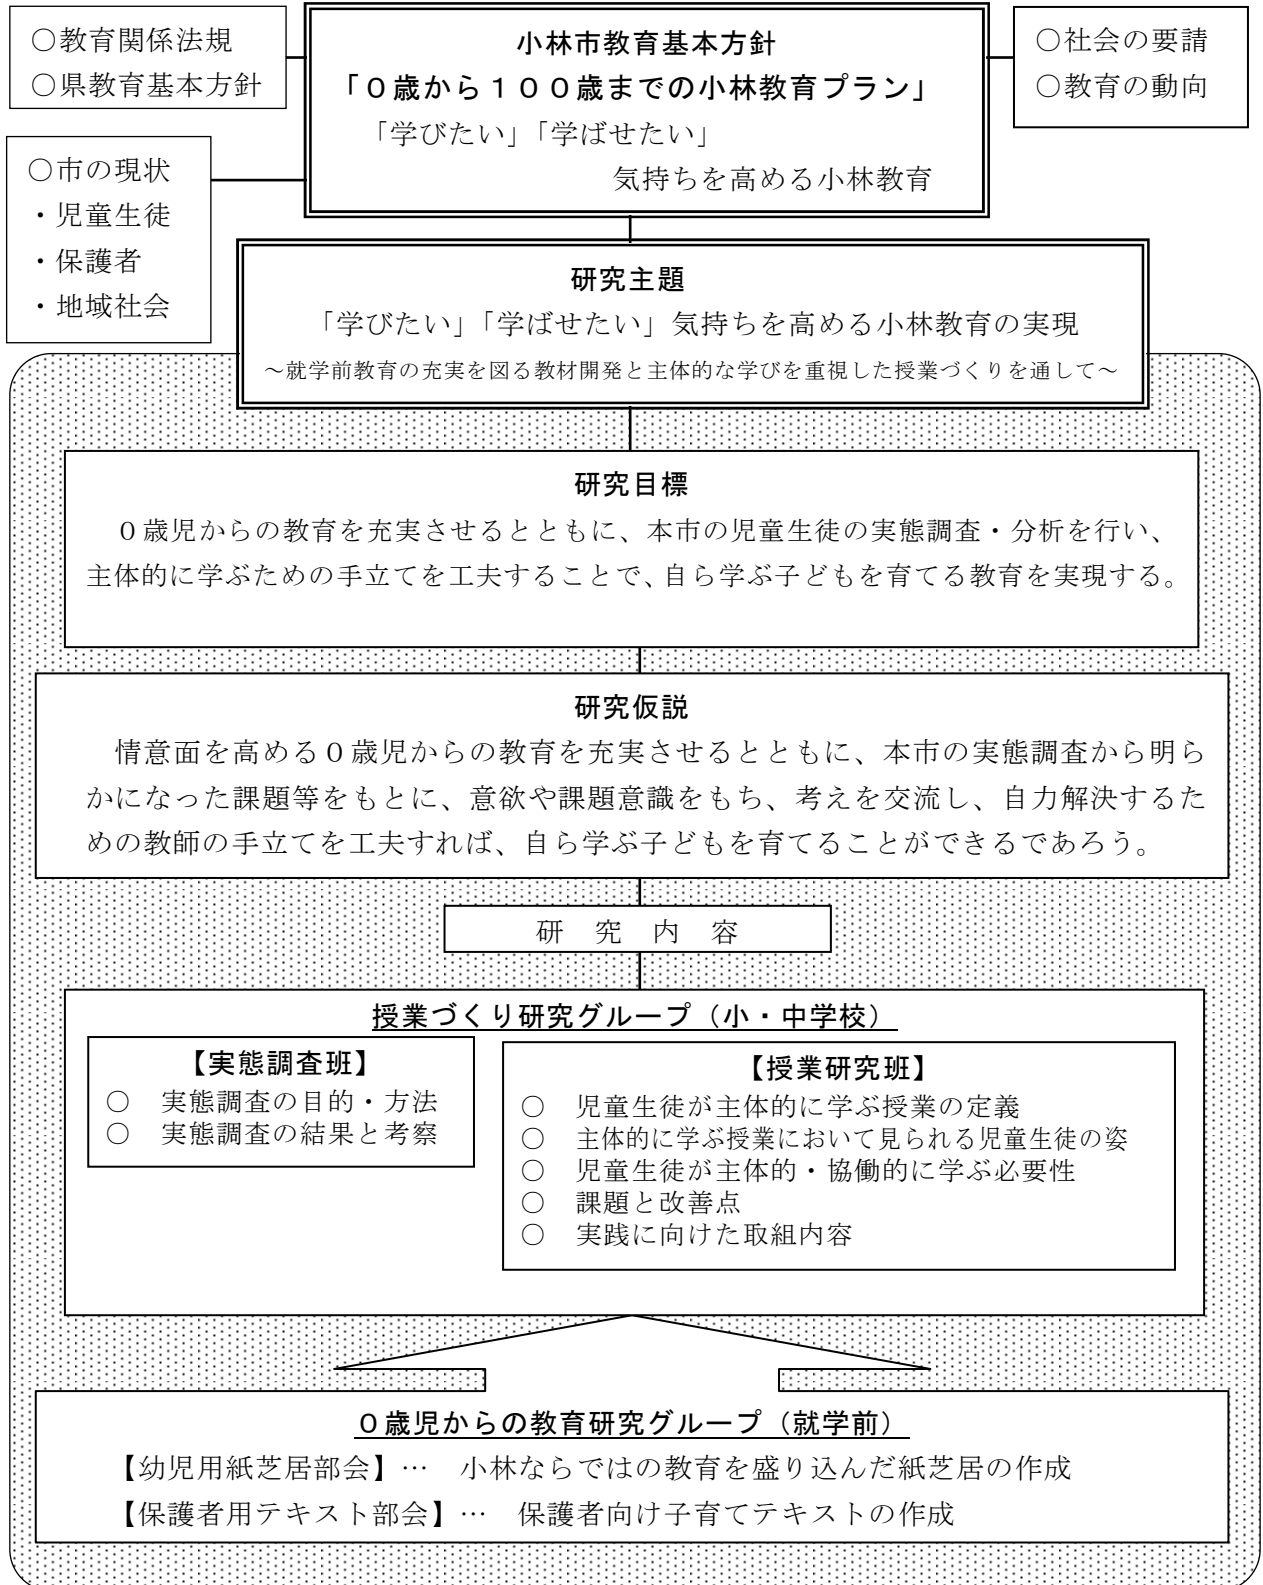 ○教育関係法規
○県教育基本方針
小林市教育基本方針
「０歳から１００歳までの小林教育プラン」
「学びたい」「学ばせたい」
気持ちを高める小林教育
○社会の要請
○教育の動向
○市の現状
・児童生徒
・保護者
・地域社会
研究主題
「学びたい」「学ばせたい」気持ちを高める小林教育の実現
～就学前教育の充実を図る教材開発と主体的な学びを重視した授業づくりを通して～
研究目標
０歳児からの教育を充実させるとともに、本市の児童生徒の実態調査・分析を行い、
主体的に学ぶための手立てを工夫することで、自ら学ぶ子どもを育てる教育を実現する。
研究仮説
情意面を高める０歳児からの教育を充実させるとともに、本市の実態調査から明ら
かになった課題等をもとに、意欲や課題意識をもち、考えを交流し、自力解決するた
めの教師の手立てを工夫すれば、自ら学ぶ子どもを育てることができるであろう。
研　究　内　容
授業づくり研究グループ（小・中学校）
【実態調査班】
○　実態調査の目的・方法
○　実態調査の結果と考察
【授業研究班】
○　児童生徒が主体的に学ぶ授業の定義
○　主体的に学ぶ授業において見られる児童生徒の姿
○　児童生徒が主体的・協働的に学ぶ必要性
○　課題と改善点
○　実践に向けた取組内容
０歳児からの教育研究グループ（就学前）
【幼児用紙芝居部会】…　小林ならではの教育を盛り込んだ紙芝居の作成
【保護者用テキスト部会】…　保護者向け子育てテキストの作成